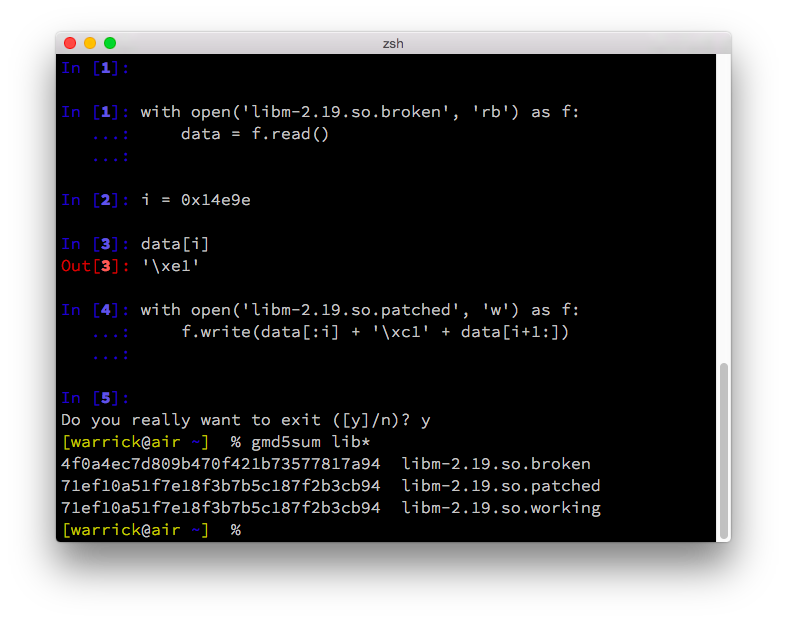 zsh
In [1]:
In [1]: with open('libm-2.19.so.broken', 'rb') as f:
   ...:     data = f.read()
   ...:
In [2]: i = 0x14e9e
In [3]: data[i]
Out[3]: '\xe1'
In [4]: with open('libm-2.19.so.patched', 'w') as f:
   ...:     f.write(data[:i] + '\xc1' + data[i+1:])
   ...:
In [5]:
Do you really want to exit ([y]/n)? y
[warrick@air ~]  % gmd5sum lib*
4f0a4ec7d809b470f421b73577817a94  libm-2.19.so.broken
71ef10a51f7e18f3b7b5c187f2b3cb94  libm-2.19.so.patched
71ef10a51f7e18f3b7b5c187f2b3cb94  libm-2.19.so.working
[warrick@air ~]  %